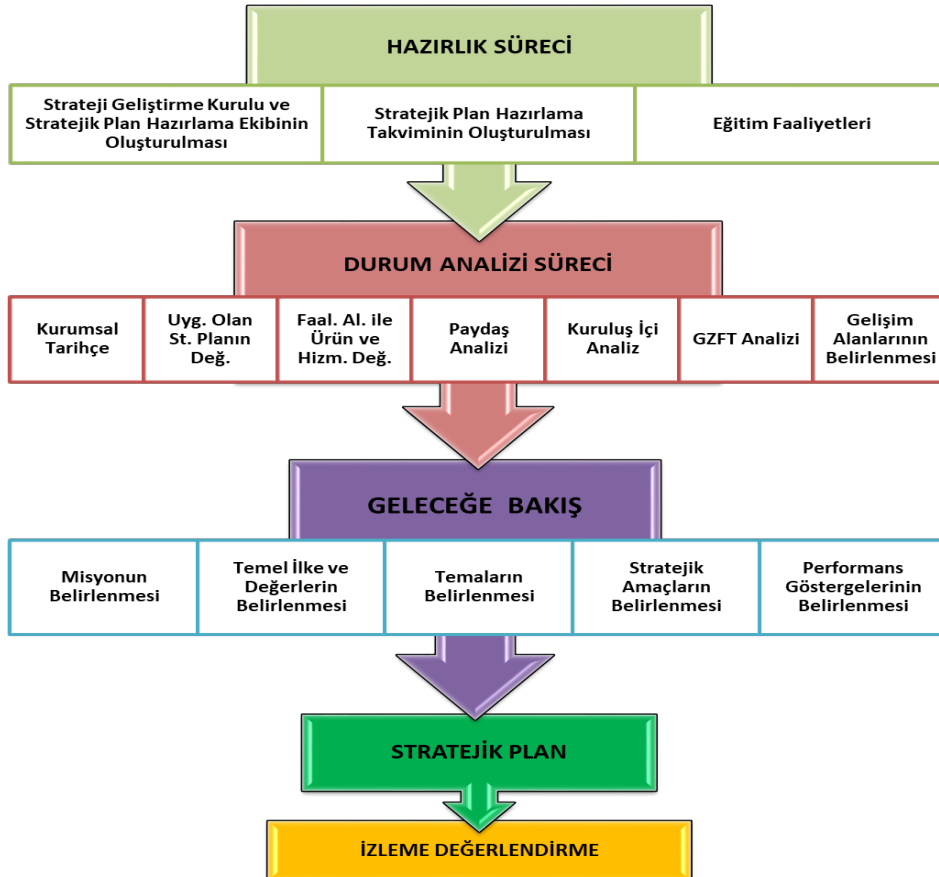 HAZIRLIK SÜRECİ
Strateji Geliştirme Kurulu ve
Stratejik Plan Hazırlama Ekibinin
Oluşturulması
Stratejik Plan Hazırlama
Takviminin Oluşturulması
Eğitim Faaliyetleri
DURUM ANALİZİ SÜRECİ
Kurumsal
Tarihçe
Uyg. Olan
St. Planın
Değ.
Faal. Al. ile
Ürün ve
Hizm. Değ.
Paydaş
Analizi
Kuruluş İçi
Analiz
GZFT Analizi
Gelişim
Alanlarının
Belirlenmesi
GELECEĞE BAKIŞ
Misyonun
Belirlenmesi
Temel İlke ve
Değerlerin
Belirlenmesi
Temaların
Belirlenmesi
Stratejik
Amaçların
Belirlenmesi
Performans
Göstergelerinin
Belirlenmesi
STRATEJİK PLAN
İZLEME DEĞERLENDİRME